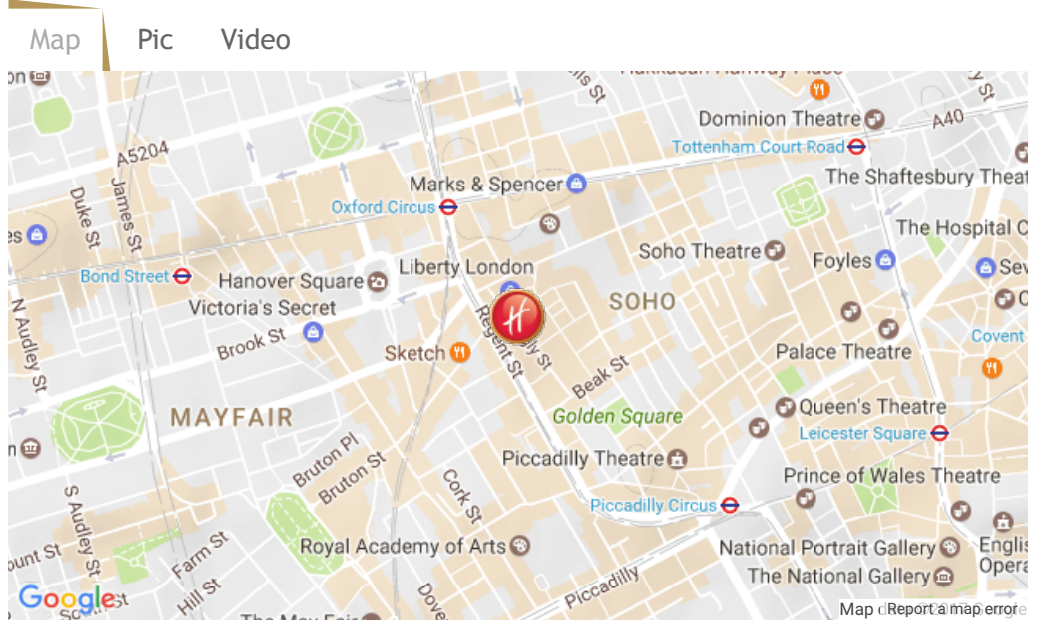 Map Pic Video
A5204
A40
Dominion Theatre
Tottenham Court Road
Marks & Spencer
The Shaftesbury Theat
Oxford Circus
Duke St
James St
The Hospital C
Soho Theatre
Foyles
Bond Street
Hanover Square
Liberty London
Victoria's Secret
SOHO
N Audley St
Regent St
Brook St
Covent
Sketch
Palace Theatre
Beak St
MAYFAIR
Golden Square
Queen's Theatre
Leicester Square
Bruton Pl
Bruton St
Piccadilly Theatre
Cork St
Prince of Wales Theatre
Piccadilly Circus
S Audley St
Farm St
Royal Academy of Arts
National Portrait Gallery
The National Gallery
Hill St
Piccadilly
Google
Map
Report a map error